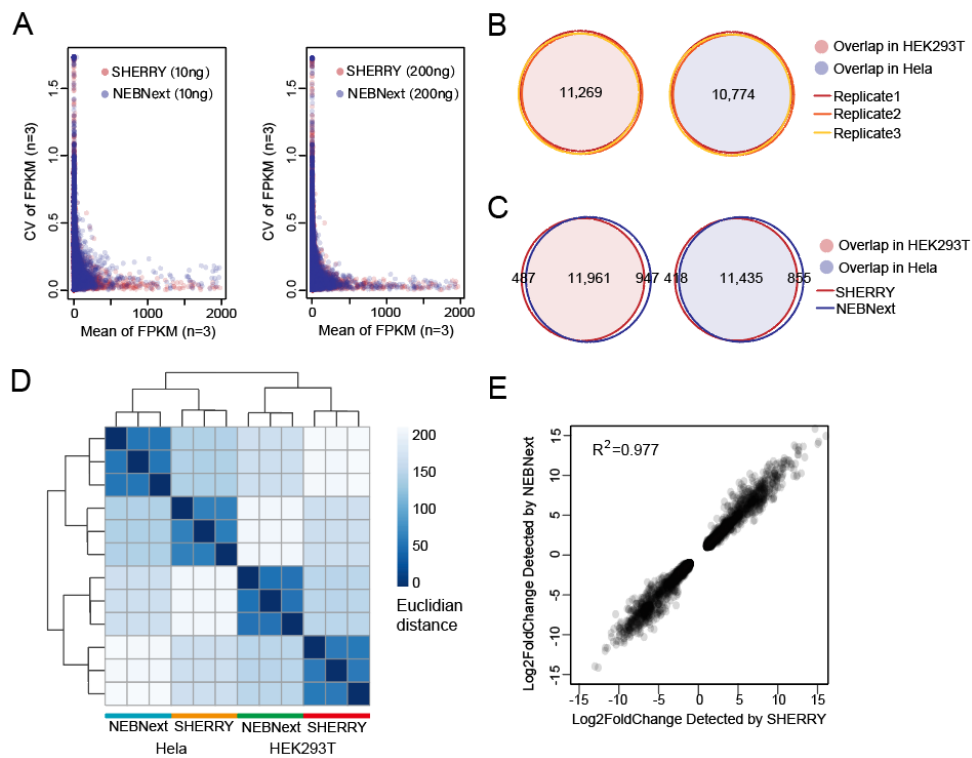 A
SHERRY (10ng)
NEBNext (10ng)
CV of FPKM (n=3)
0.0
0.5
1.0
1.5
0
1000
2000
Mean of FPKM (n=3)
SHERRY (200ng)
NEBNext (200ng)
CV of FPKM (n=3)
0.0
0.5
1.0
1.5
0
1000
2000
Mean of FPKM (n=3)
B
11,269
10,774
Overlap in HEK293T
Overlap in Hela
Replicate1
Replicate2
Replicate3
C
487
11,961
947
418
11,435
855
Overlap in HEK293T
Overlap in Hela
SHERRY
NEBNext
D
200
150
100
50
0
Euclidian
distance
NEBNext SHERRY NEBNext SHERRY
Hela HEK293T
E
R²=0.977
Log2FoldChange Detected by NEBNext
15
10
5
0
-5
-10
-15
-15 -10 -5 0 5 10 15
Log2FoldChange Detected by SHERRY